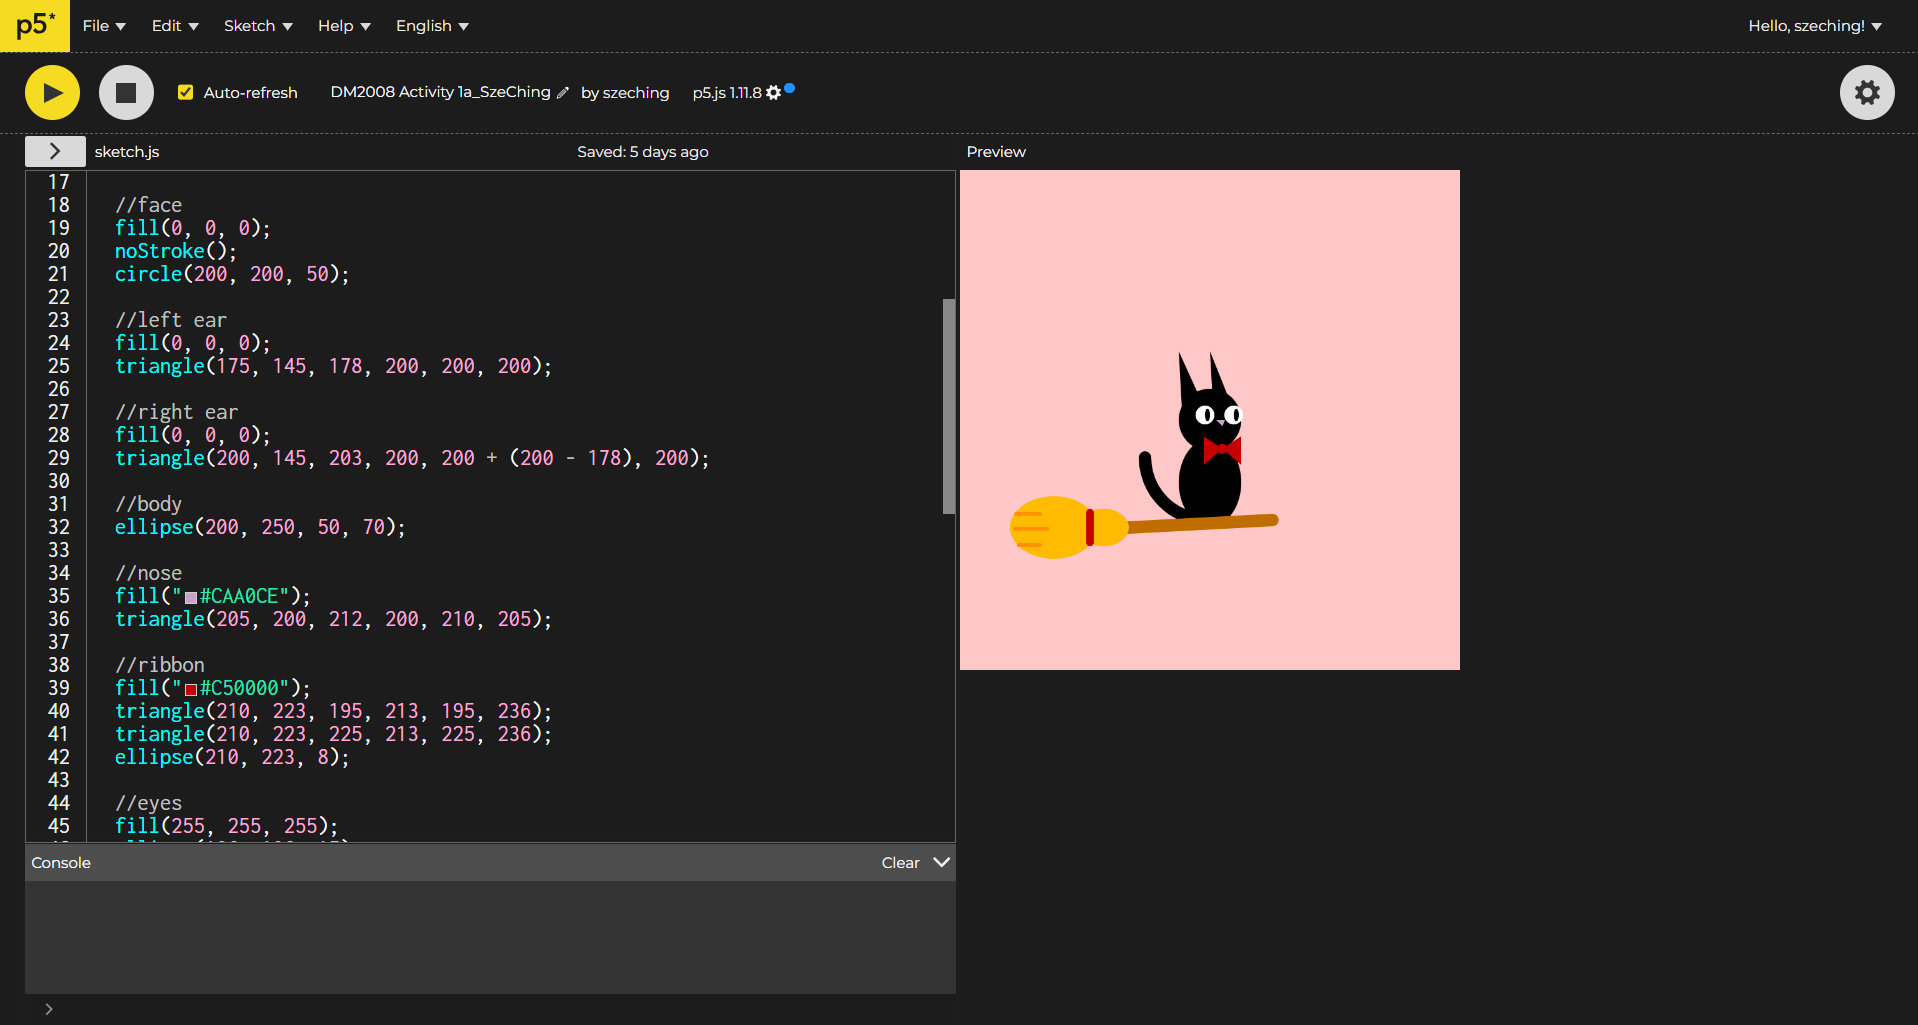 p5* File Edit Sketch Help English Hello, szeching!
Auto-refresh DM2008 Activity 1a_SzeChing by szeching p5.js 1.11.8
sketch.js Saved: 5 days ago Preview
17
18 //face
19 fill(0, 0, 0);
20 noStroke();
21 circle(200, 200, 50);
22
23 //left ear
24 fill(0, 0, 0);
25 triangle(175, 145, 178, 200, 200, 200);
26
27 //right ear
28 fill(0, 0, 0);
29 triangle(200, 145, 203, 200, 200 + (200 - 178), 200);
30
31 //body
32 ellipse(200, 250, 50, 70);
33
34 //nose
35 fill("#CAA0CE");
36 triangle(205, 200, 212, 200, 210, 205);
37
38 //ribbon
39 fill("#C50000");
40 triangle(210, 223, 195, 213, 195, 236);
41 triangle(210, 223, 225, 213, 225, 236);
42 ellipse(210, 223, 8);
43
44 //eyes
45 fill(255, 255, 255);
Console Clear